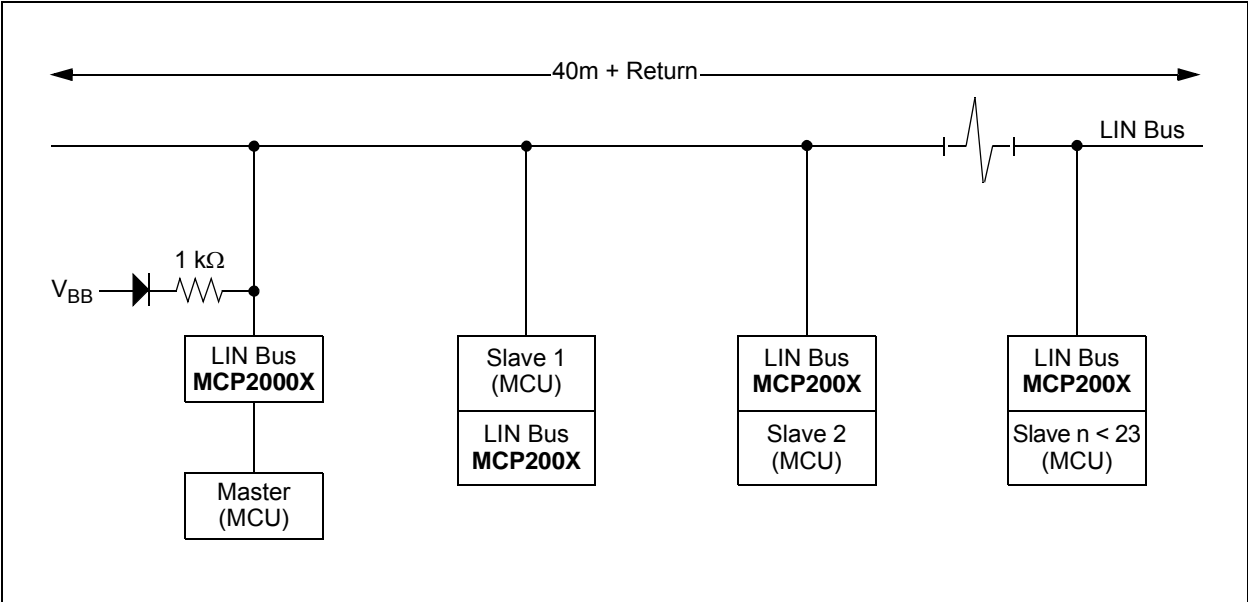 40m + Return
LIN Bus
1 kΩ
VBB
LIN Bus
MCP2000X
Master
(MCU)
Slave 1
(MCU)
LIN Bus
MCP200X
LIN Bus
MCP200X
Slave 2
(MCU)
LIN Bus
MCP200X
Slave n < 23
(MCU)